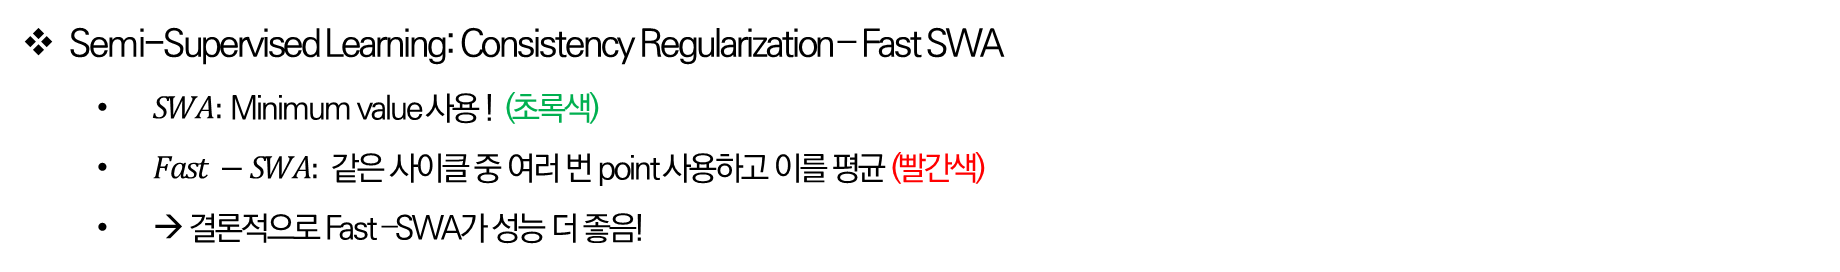 ❖ Semi-Supervised Learning: Consistency Regularization – Fast SWA
• SWA: Minimum value 사용 ! (초록색)
• Fast − SWA: 같은 사이클 중 여러 번 point 사용하고 이를 평균 (빨간색)
• → 결론적으로 Fast –SWA가 성능 더 좋음!